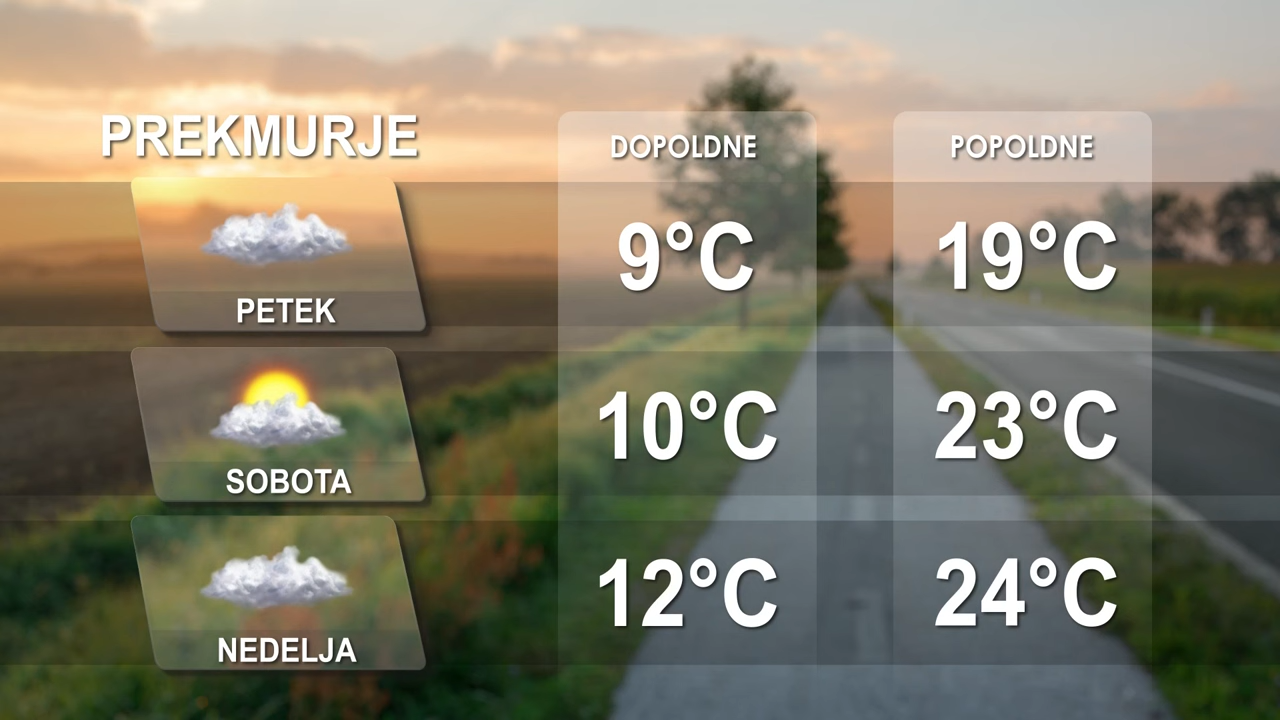 PREKMURJE
DOPOLDNE POPOLDNE
PETEK 9°C 19°C
SOBOTA 10°C 23°C
NEDELJA 12°C 24°C